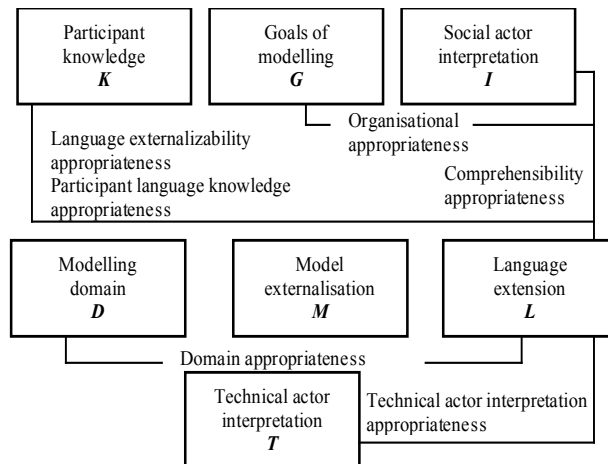 Participant
knowledge
K
Goals of
modelling
G
Social actor
interpretation
I
Organisational
appropriateness
Language externalizability
appropriateness
Participant language knowledge
appropriateness
Comprehensibility
appropriateness
Modelling
domain
D
Model
externalisation
M
Language
extension
L
Domain appropriateness
Technical actor
interpretation
T
Technical actor interpretation
appropriateness